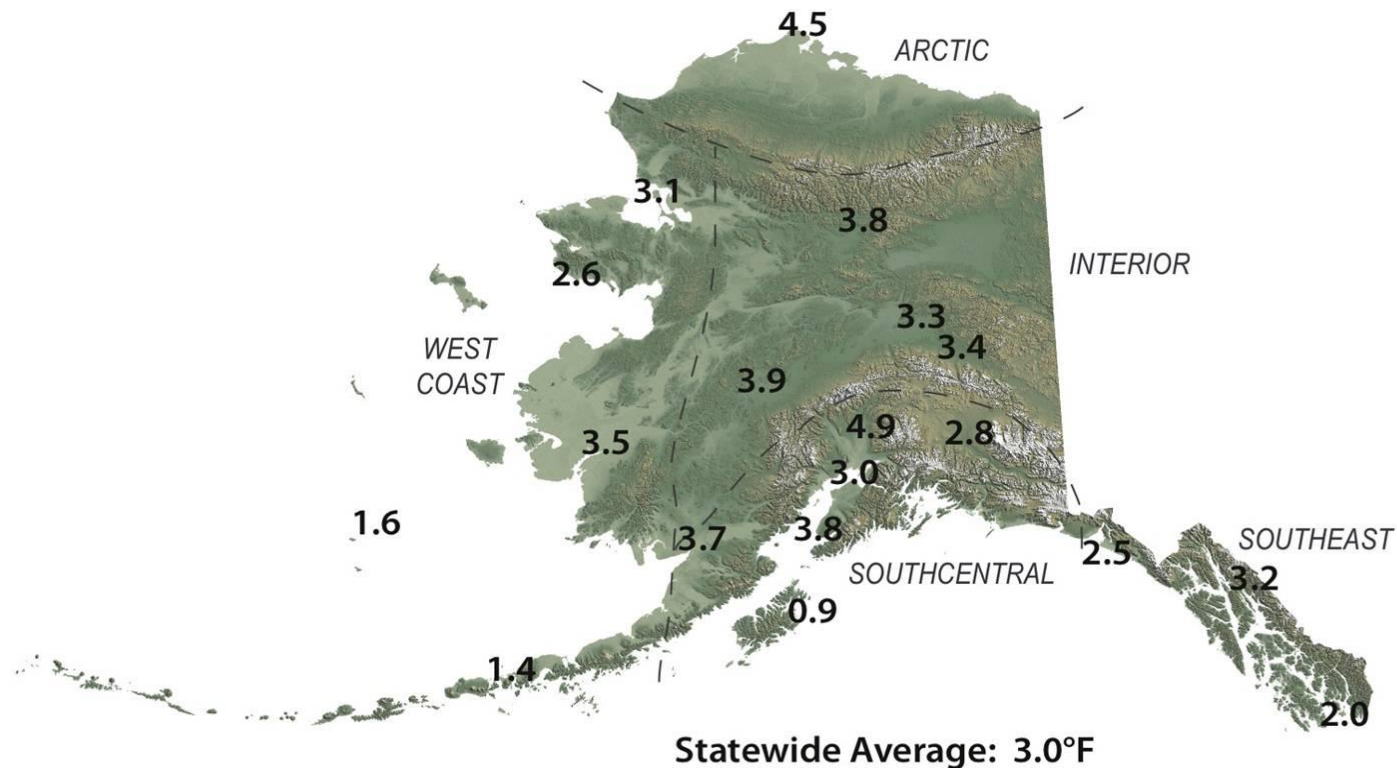 4.5
ARCTIC
3.1
3.8
2.6
INTERIOR
3.3
WEST
COAST
3.4
3.9
4.9
2.8
3.5
3.0
1.6
3.8
3.7
2.5
SOUTHEAST
SOUTHCENTRAL
3.2
0.9
1.4
2.0
Statewide Average: 3.0°F